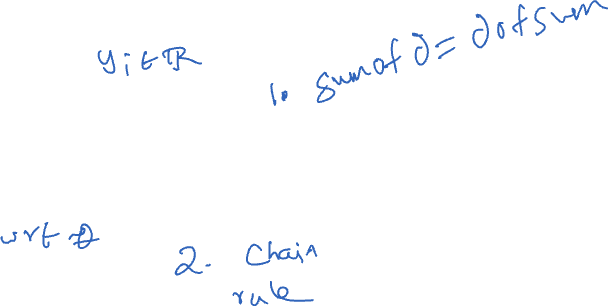 yi ∈ ℝ
1. sum of ∂ = ∂ of sum
wrt θ
2. Chain
rule